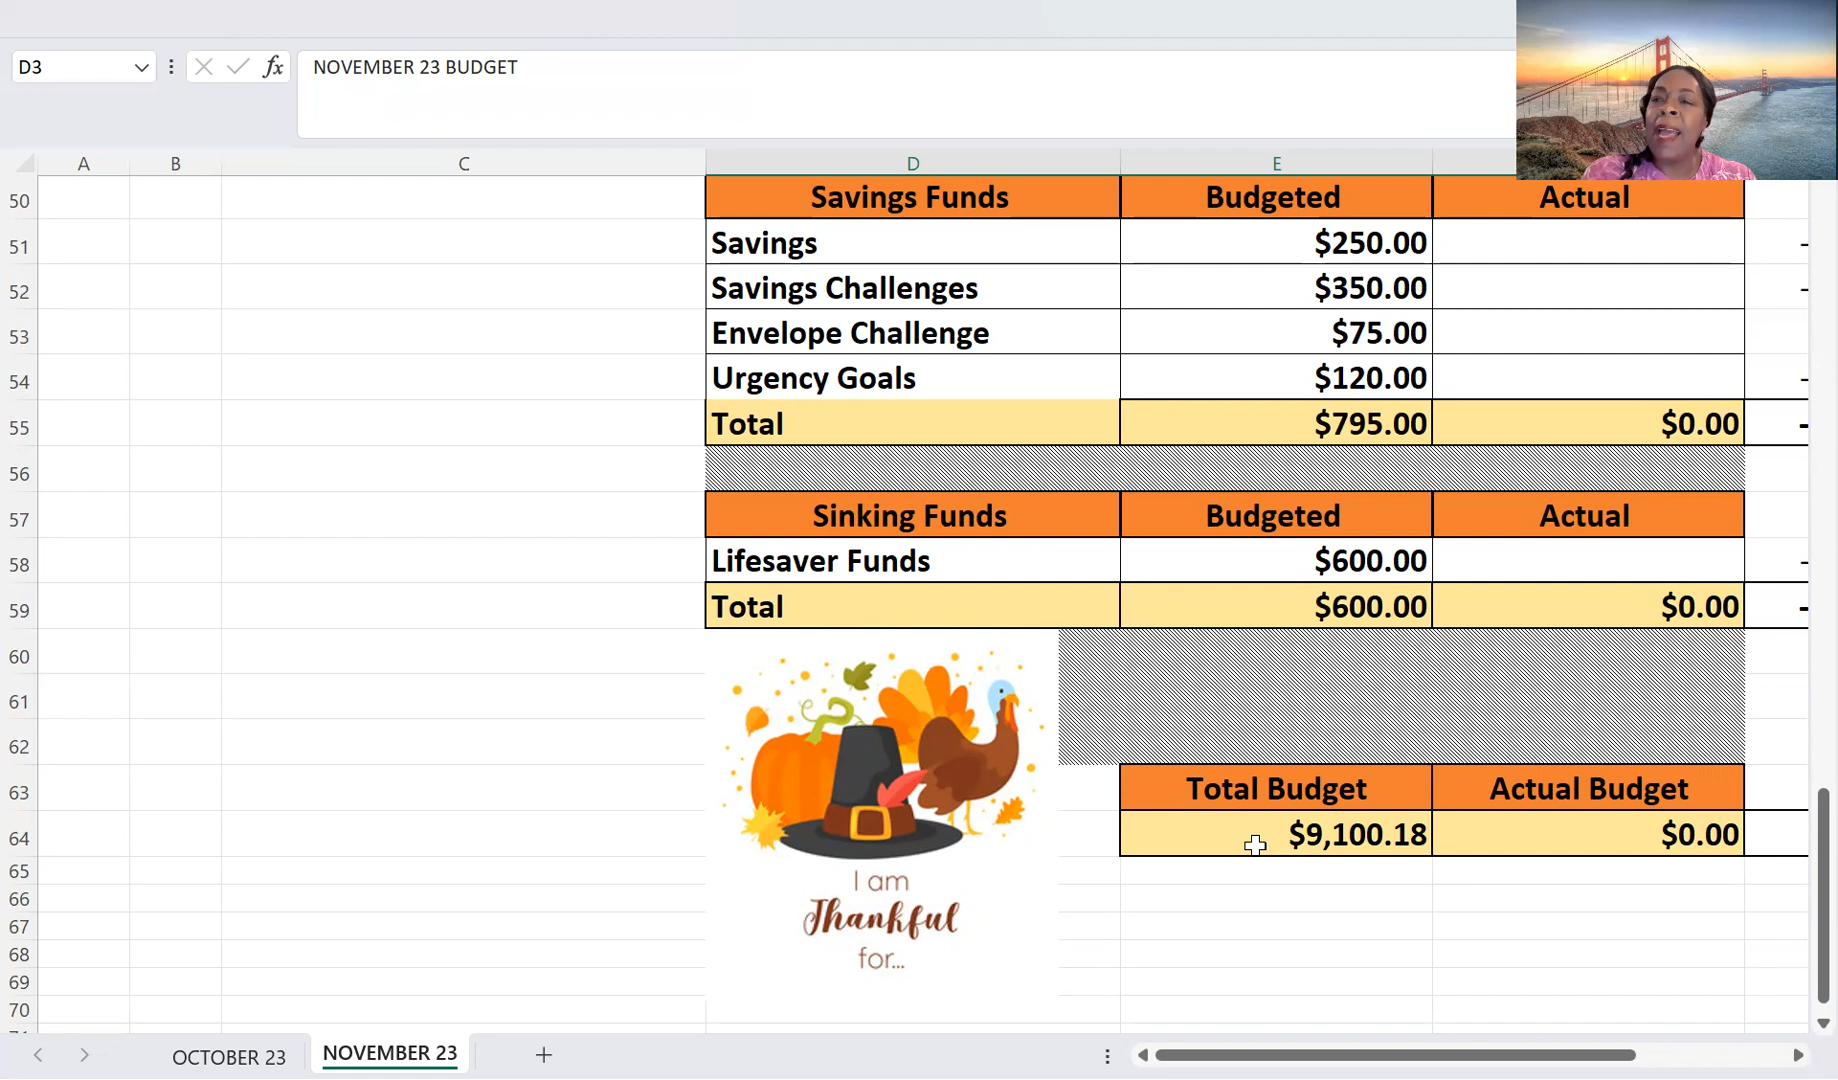 D3 fx NOVEMBER 23 BUDGET
A B C D E
50 Savings Funds Budgeted Actual
51 Savings $250.00 -
52 Savings Challenges $350.00 -
53 Envelope Challenge $75.00
54 Urgency Goals $120.00 -
55 Total $795.00 $0.00 -
56
57 Sinking Funds Budgeted Actual
58 Lifesaver Funds $600.00 -
59 Total $600.00 $0.00 -
60
61
62
63 Total Budget Actual Budget
64 $9,100.18 $0.00
65
I am
66
Thankful
67
68
for...
69
70
OCTOBER 23 NOVEMBER 23 +